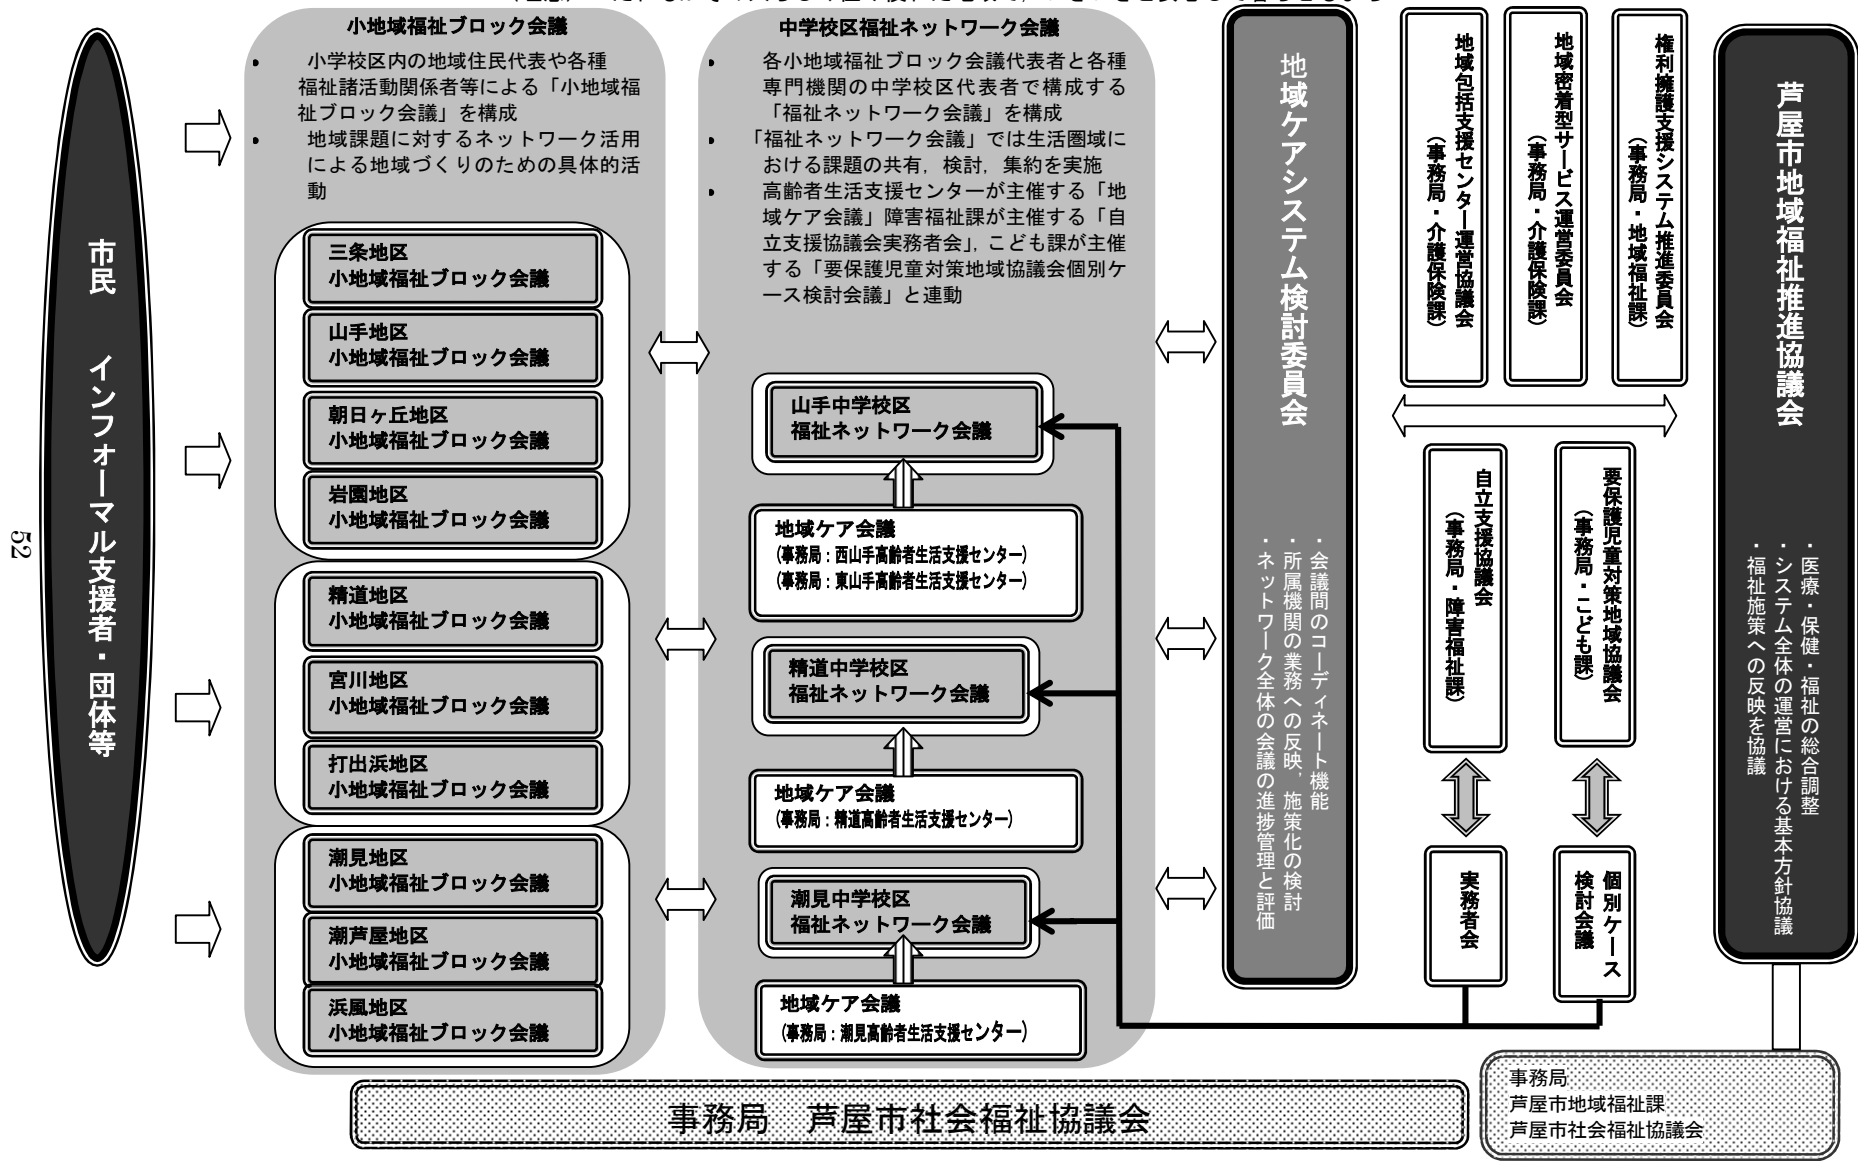 小地域福祉ブロック会議
小学校区内の地域住民代表や各種
福祉諸活動関係者等による「小地域福
祉ブロック会議」を構成
地域課題に対するネットワーク活用
による地域づくりのための具体的活
動
中学校区福祉ネットワーク会議
各小地域福祉ブロック会議代表者と各種
専門機関の中学校区代表者で構成する
「福祉ネットワーク会議」を構成
「福祉ネットワーク会議」では生活圏域に
おける課題の共有，検討，集約を実施
高齢者生活支援センターが主催する「地
域ケア会議」障害福祉課が主催する「自
立支援協議会実務者会」，こども課が主催
する「要保護児童対策地域協議会個別ケ
ース検討会議」と連動
市民　インフォーマル支援者・団体等
52
三条地区
小地域福祉ブロック会議
山手地区
小地域福祉ブロック会議
朝日ヶ丘地区
小地域福祉ブロック会議
岩園地区
小地域福祉ブロック会議
精道地区
小地域福祉ブロック会議
宮川地区
小地域福祉ブロック会議
打出浜地区
小地域福祉ブロック会議
潮見地区
小地域福祉ブロック会議
潮芦屋地区
小地域福祉ブロック会議
浜風地区
小地域福祉ブロック会議
山手中学校区
福祉ネットワーク会議
地域ケア会議
（事務局：西山手高齢者生活支援センター）
（事務局：東山手高齢者生活支援センター）
精道中学校区
福祉ネットワーク会議
地域ケア会議
（事務局：精道高齢者生活支援センター）
潮見中学校区
福祉ネットワーク会議
地域ケア会議
（事務局：潮見高齢者生活支援センター）
地域ケアシステム検討委員会
・会議間のコーディネート機能
・所属機関の業務への反映，施策化の検討
・ネットワーク全体の会議の進捗管理と評価
地域包括支援センター運営協議会
（事務局・介護保険課）
地域密着型サービス運営委員会
（事務局・介護保険課）
権利擁護支援システム推進委員会
（事務局・地域福祉課）
自立支援協議会
（事務局・障害福祉課）
要保護児童対策地域協議会
（事務局・こども課）
実務者会
個別ケース
検討会議
芦屋市地域福祉推進協議会
・医療・保健・福祉の総合調整
・システム全体の運営における基本方針協議
・福祉施策への反映を協議
事務局　芦屋市社会福祉協議会
事務局
芦屋市地域福祉課
芦屋市社会福祉協議会